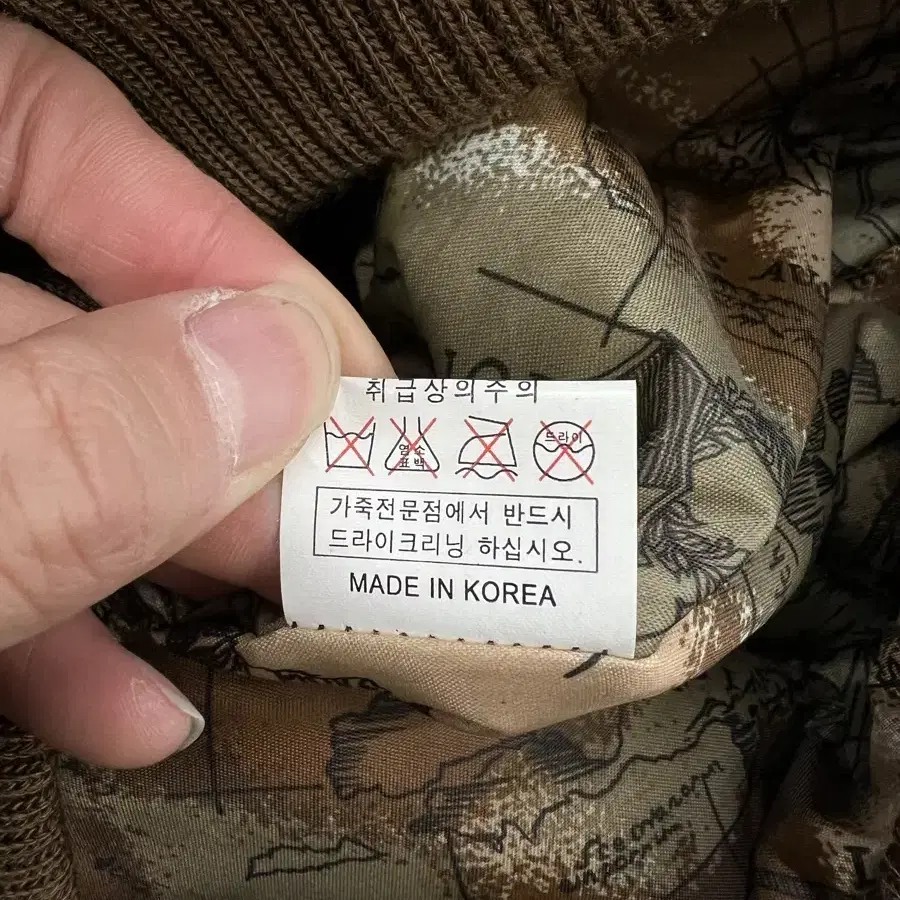 취급상의주의
염소
표백
드라이
가죽전문점에서 반드시
드라이크리닝 하십시오.
MADE IN KOREA